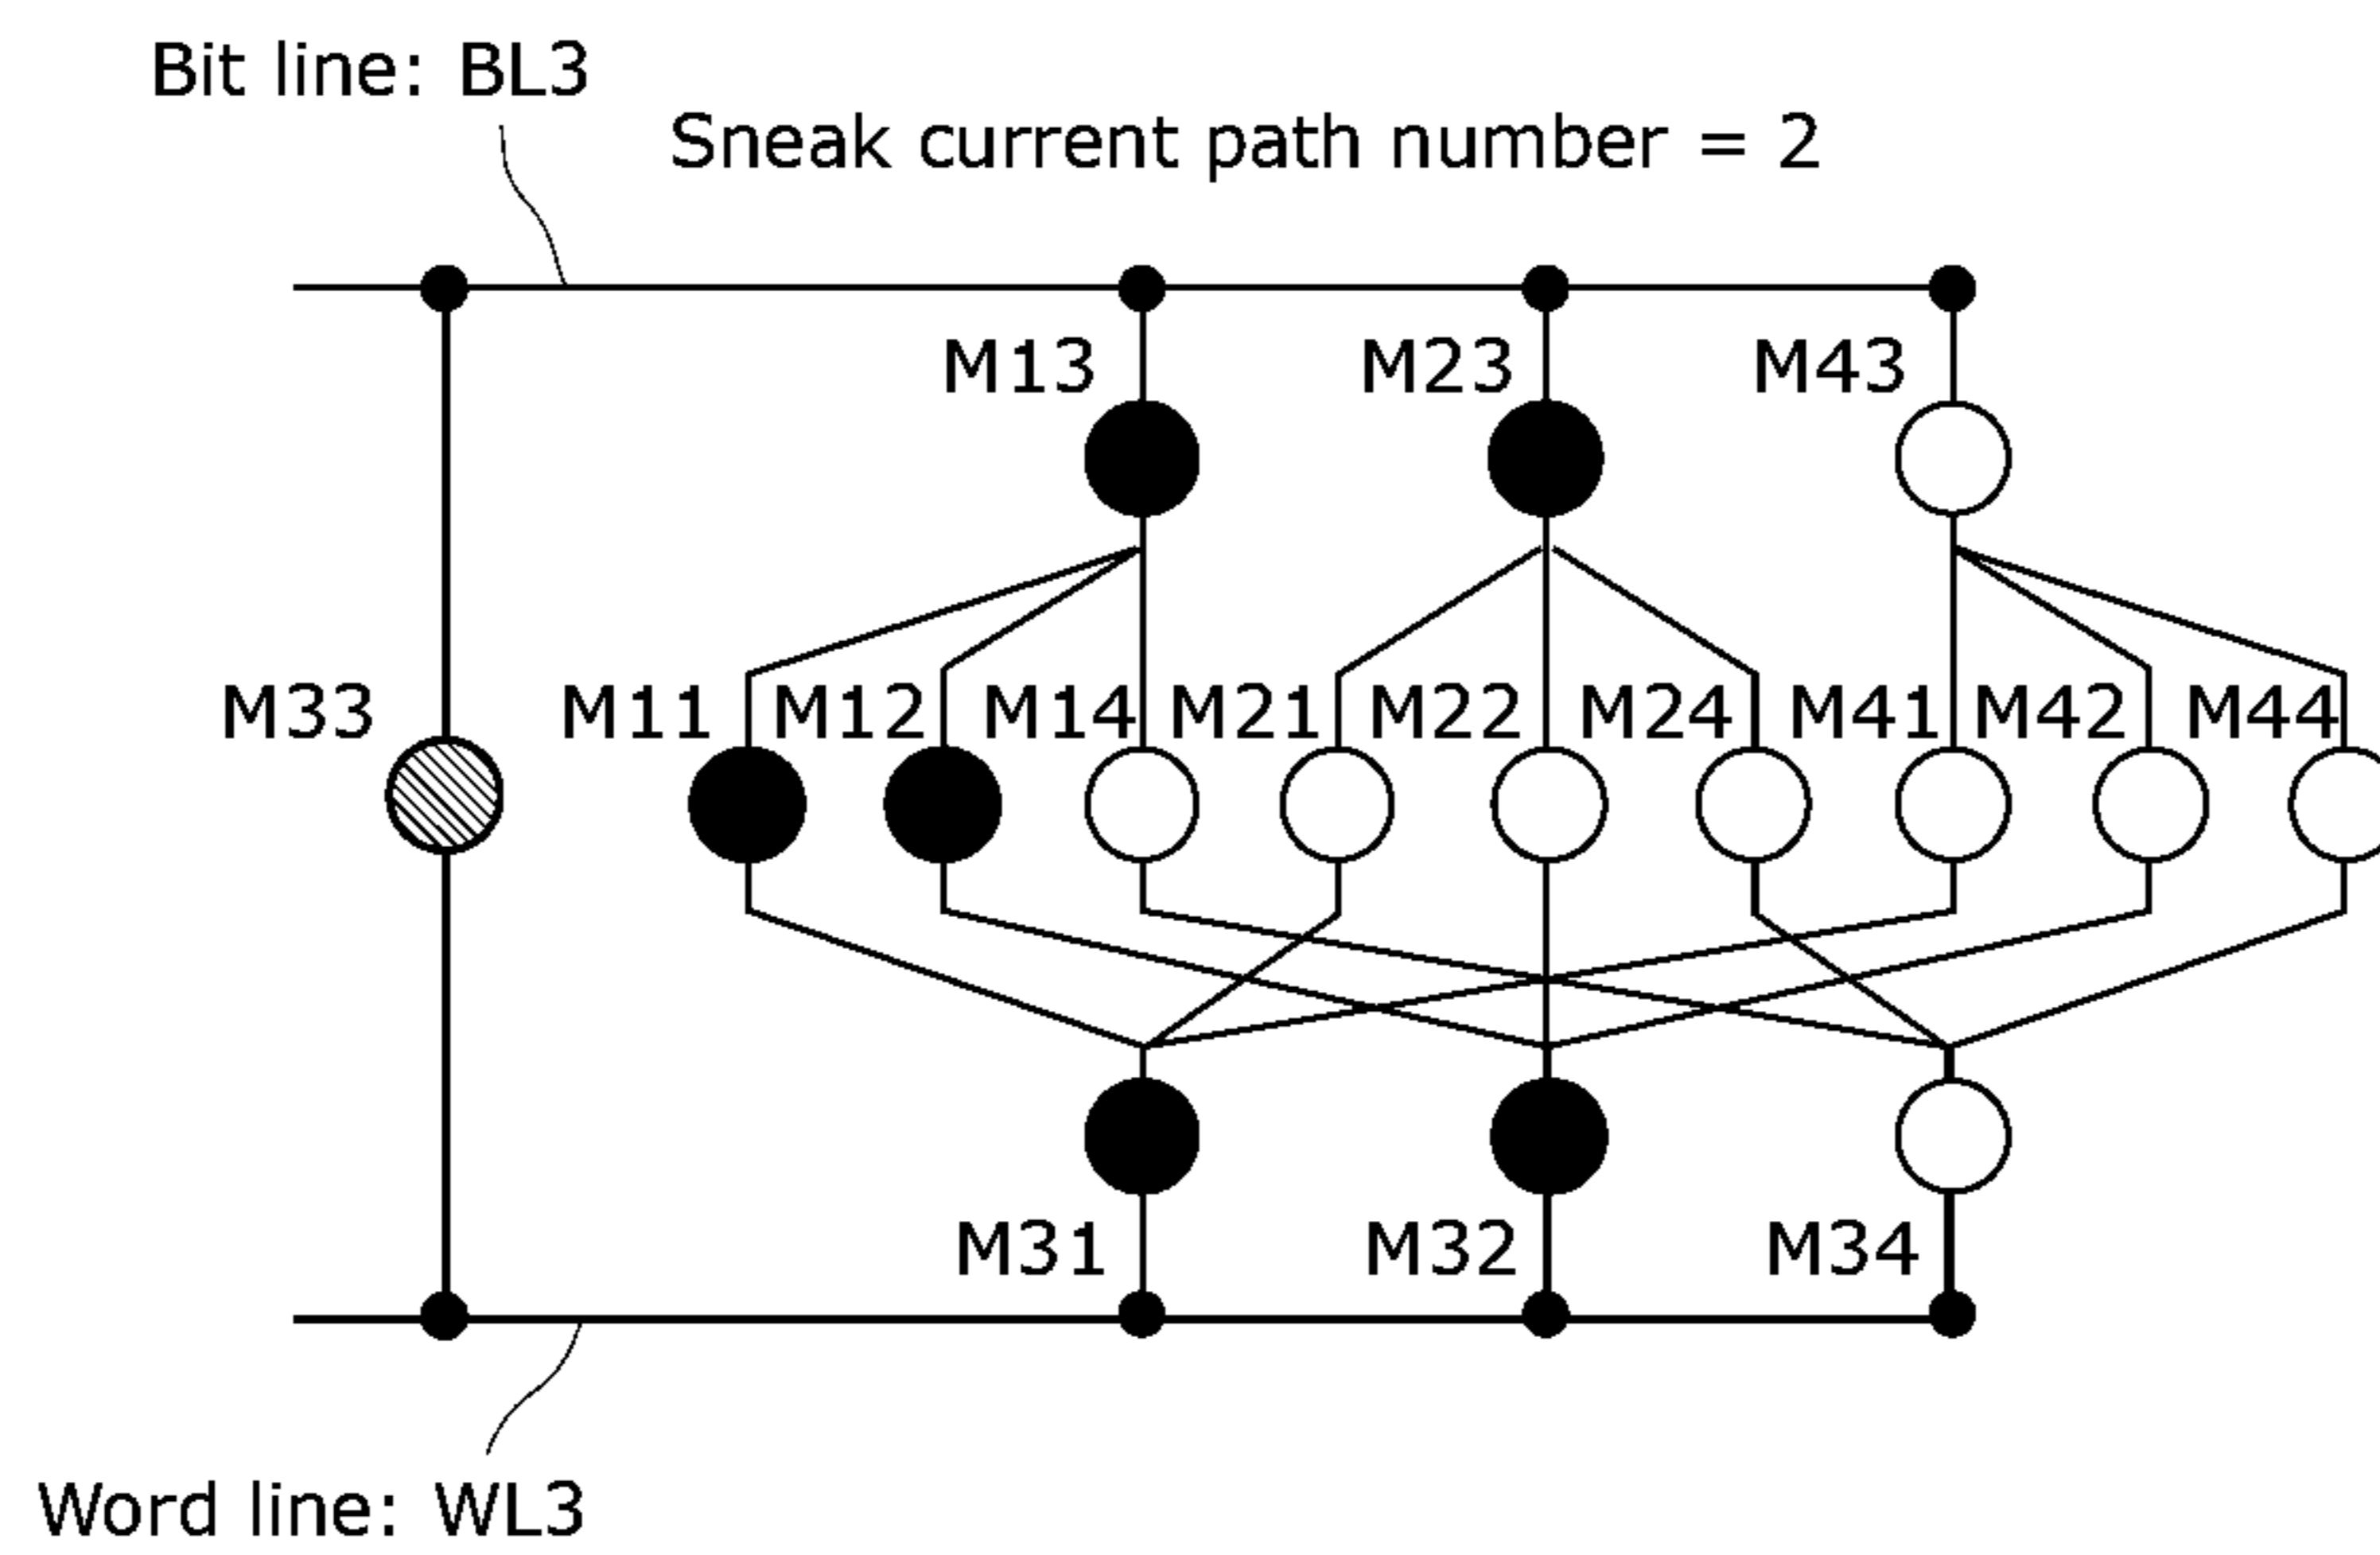 Bit line: BL3
Sneak current path number = 2
M13 M23 M43
M33 M11 M12 M14 M21 M22 M24 M41 M42 M44
M31 M32 M34
Word line: WL3